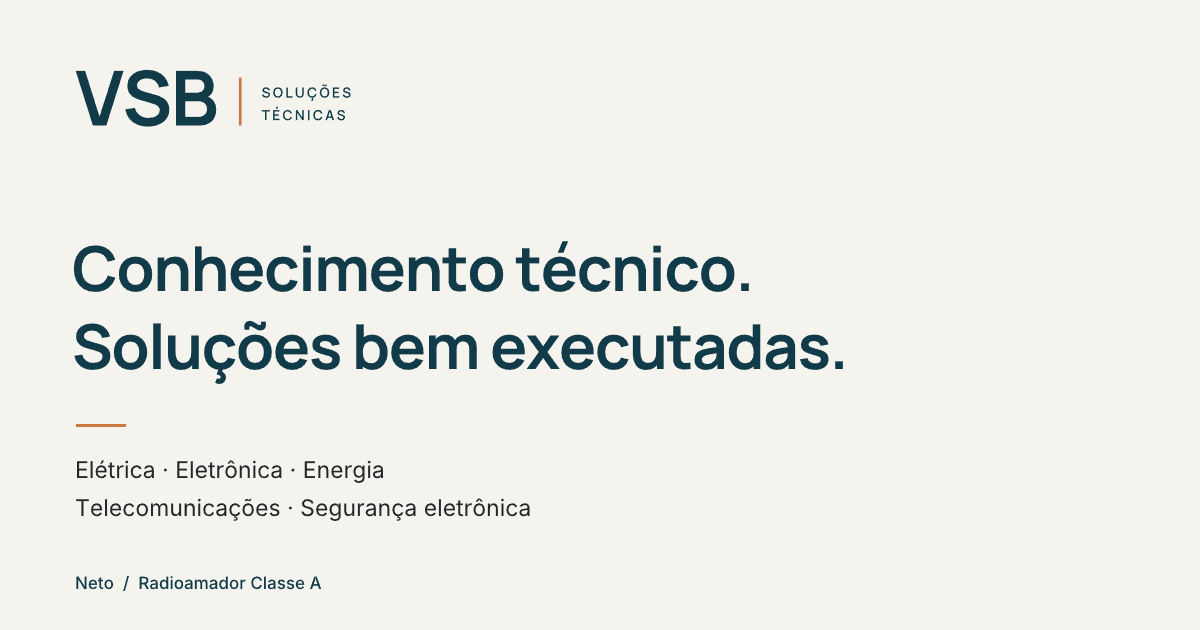 VSB
SOLUÇÕES
TÉCNICAS
Conhecimento técnico.
Soluções bem executadas.
Elétrica · Eletrônica · Energia
Telecomunicações · Segurança eletrônica
Neto / Radioamador Classe A